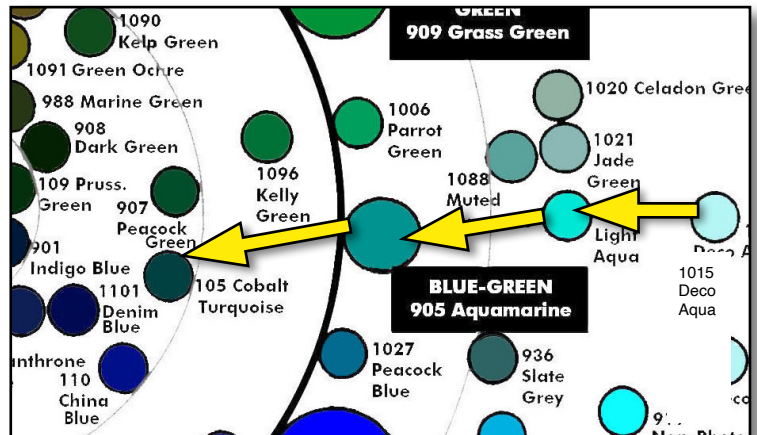 GREEN
909 Grass Green
1090
Kelp Green
1091 Green Ochre
988 Marine Green
908
Dark Green
109 Pruss.
Green
907
Peacock
Green
1096
Kelly
Green
1006
Parrot
Green
1020 Celadon
1021
Jade
Green
1088
Muted
Light
Aqua
Deco
1015
Deco
Aqua
901
Indigo Blue
1101
Denim
Blue
105 Cobalt
Turquoise
BLUE-GREEN
905 Aquamarine
110
China
Blue
1027
Peacock
Blue
936
Slate
Grey